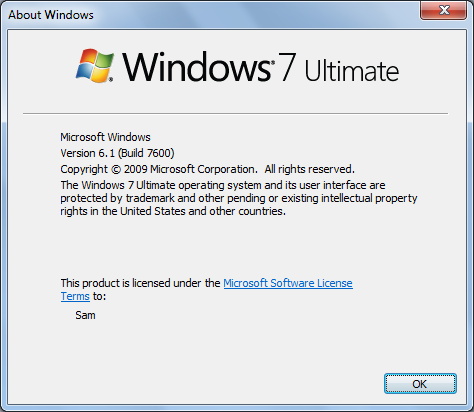 About Windows
Windows® 7 Ultimate
Microsoft Windows
Version 6.1 (Build 7600)
Copyright © 2009 Microsoft Corporation. All rights reserved.
The Windows 7 Ultimate operating system and its user interface are
protected by trademark and other pending or existing intellectual property
rights in the United States and other countries.
This product is licensed under the Microsoft Software License
Terms to:
Sam
OK